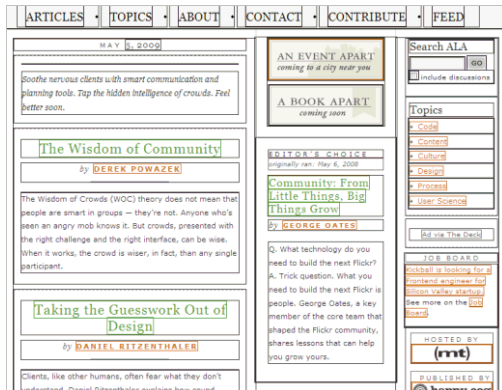 ARTICLES • TOPICS • ABOUT • CONTACT • CONTRIBUTE • FEED
MAY 5, 2009
Soothe nervous clients with smart communication and
planning tools. Tap the hidden intelligence of crowds. Feel
better soon.
The Wisdom of Community
by DEREK POWAZEK
The Wisdom of Crowds (WOC) theory does not mean that
people are smart in groups — they're not. Anyone who's
seen an angry mob knows it. But crowds, presented with
the right challenge and the right interface, can be wise.
When it works, the crowd is wiser, in fact, than any single
participant.
Taking the Guesswork Out of
Design
by DANIEL RITZENTHALER
Clients, like other humans, often fear what they don't
understand. Daniel Ritzenthaler explains how sound
AN EVENT APART
coming to a city near you
A BOOK APART
coming soon
EDITOR'S CHOICE
originally ran: May 6, 2008
Community: From
Little Things, Big
Things Grow
by GEORGE OATES
Q. What technology do you
need to build the next Flickr?
A. Trick question. What you
need to build the next Flickr is
people. George Oates, a key
member of the core team that
shaped the Flickr community,
shares lessons that can help
you grow yours.
Search ALA
GO
include discussions
Topics
• Code
• Content
• Culture
• Design
• Process
• User Science
Ad via The Deck
JOB BOARD
Kickball is looking for a
Frontend engineer for
Silicon Valley startup.
See more on the Job
Board.
HOSTED BY
(mt)
PUBLISHED BY
happy cog